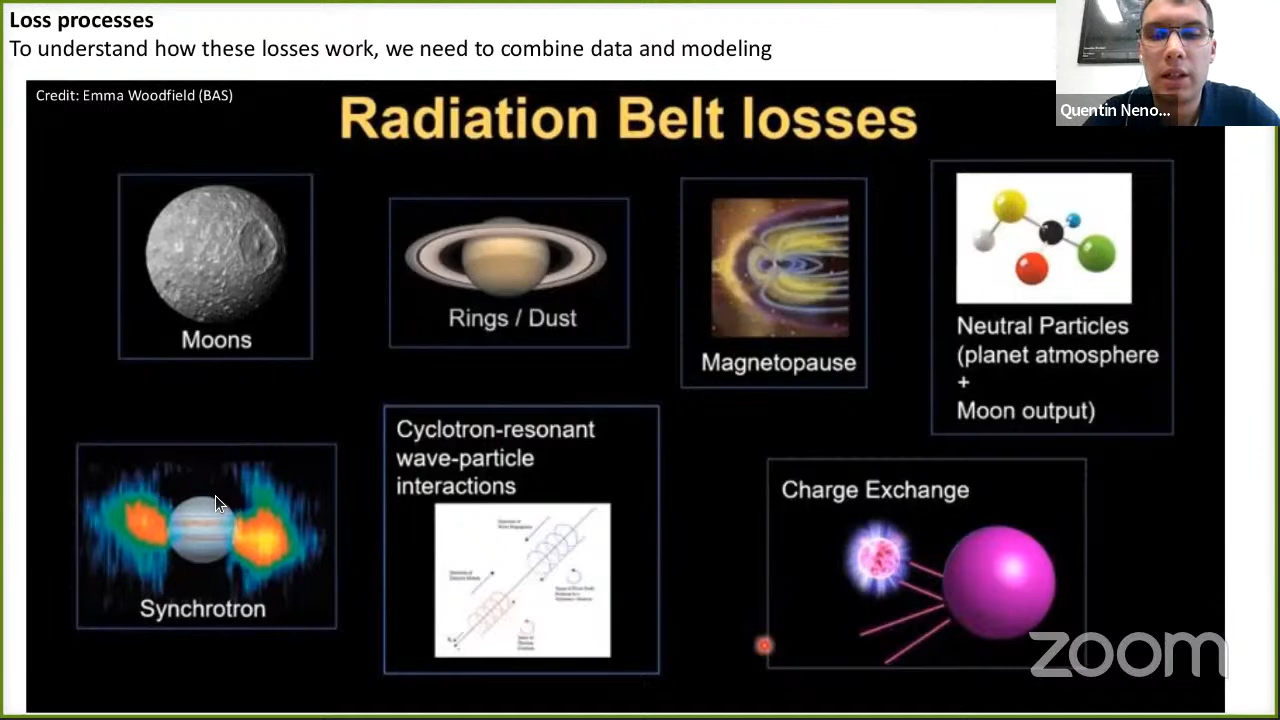 Loss processes
To understand how these losses work, we need to combine data and modeling
Quentin Neno...
Credit: Emma Woodfield (BAS)
Radiation Belt losses
Moons
Rings / Dust
Magnetopause
Neutral Particles
(planet atmosphere
+
Moon output)
Synchrotron
Cyclotron-resonant
wave-particle
interactions
Charge Exchange
zoom